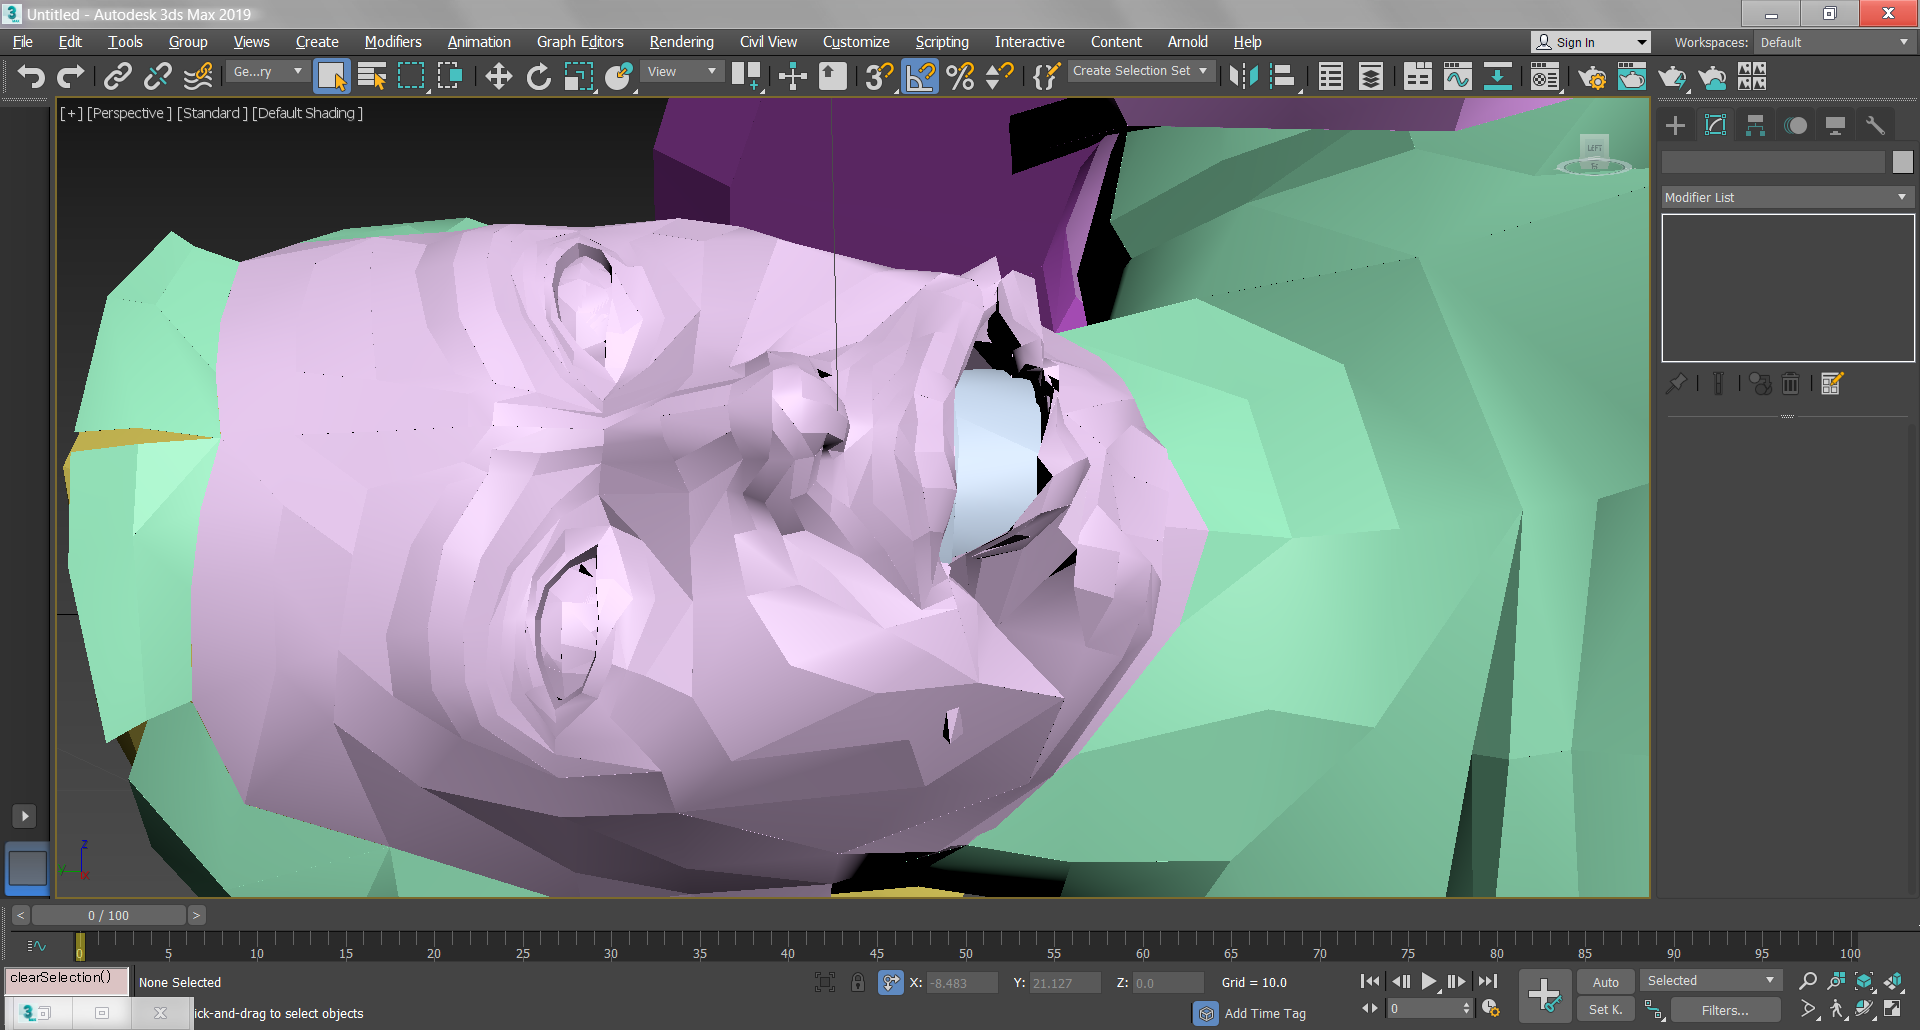 Untitled - Autodesk 3ds Max 2019
File Edit Tools Group Views Create Modifiers Animation Graph Editors Rendering Civil View Customize Scripting Interactive Content Arnold Help Sign In Workspaces: Default
Ge...ry View Create Selection Set
[+] [Perspective ] [Standard ] [Default Shading ]
LEFT
Modifier List
z
y
x
< 0 / 100 >
0 5 10 15 20 25 30 35 40 45 50 55 60 65 70 75 80 85 90 95 100
clearSelection() None Selected X: -8.483 Y: 21.127 Z: 0.0 Grid = 10.0 Auto Selected
ick-and-drag to select objects Add Time Tag 0 Set K. Filters...